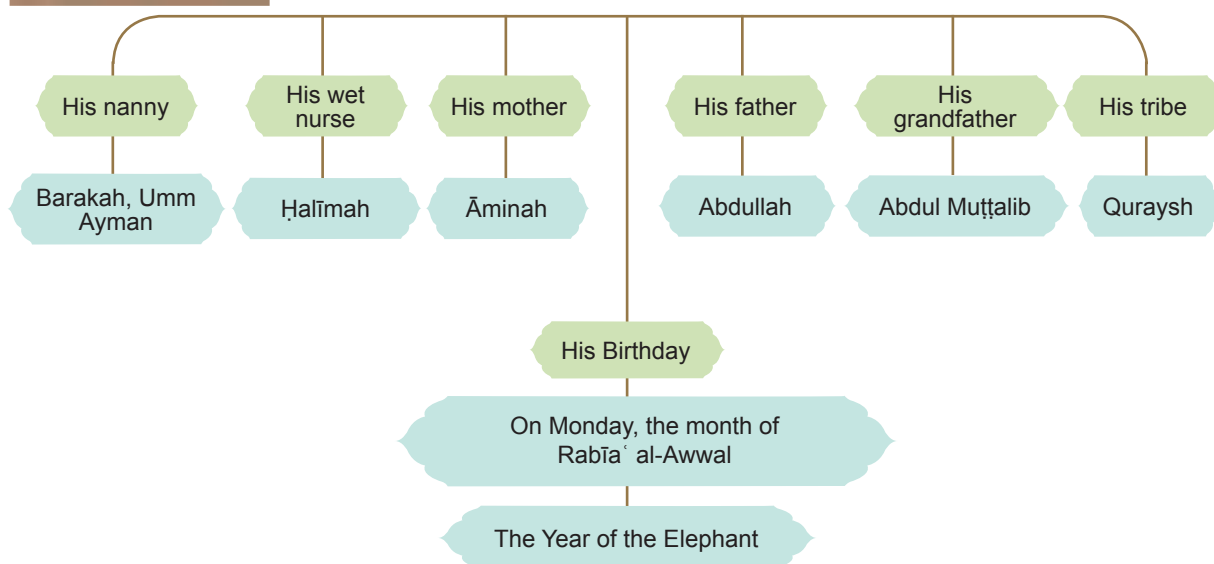 His nanny
His wet
nurse
His mother
His father
His
grandfather
His tribe
Barakah, Umm
Ayman
Ḥalīmah
Āminah
Abdullah
Abdul Muṭṭalib
Quraysh
His Birthday
On Monday, the month of
Rabīaʿ al-Awwal
The Year of the Elephant